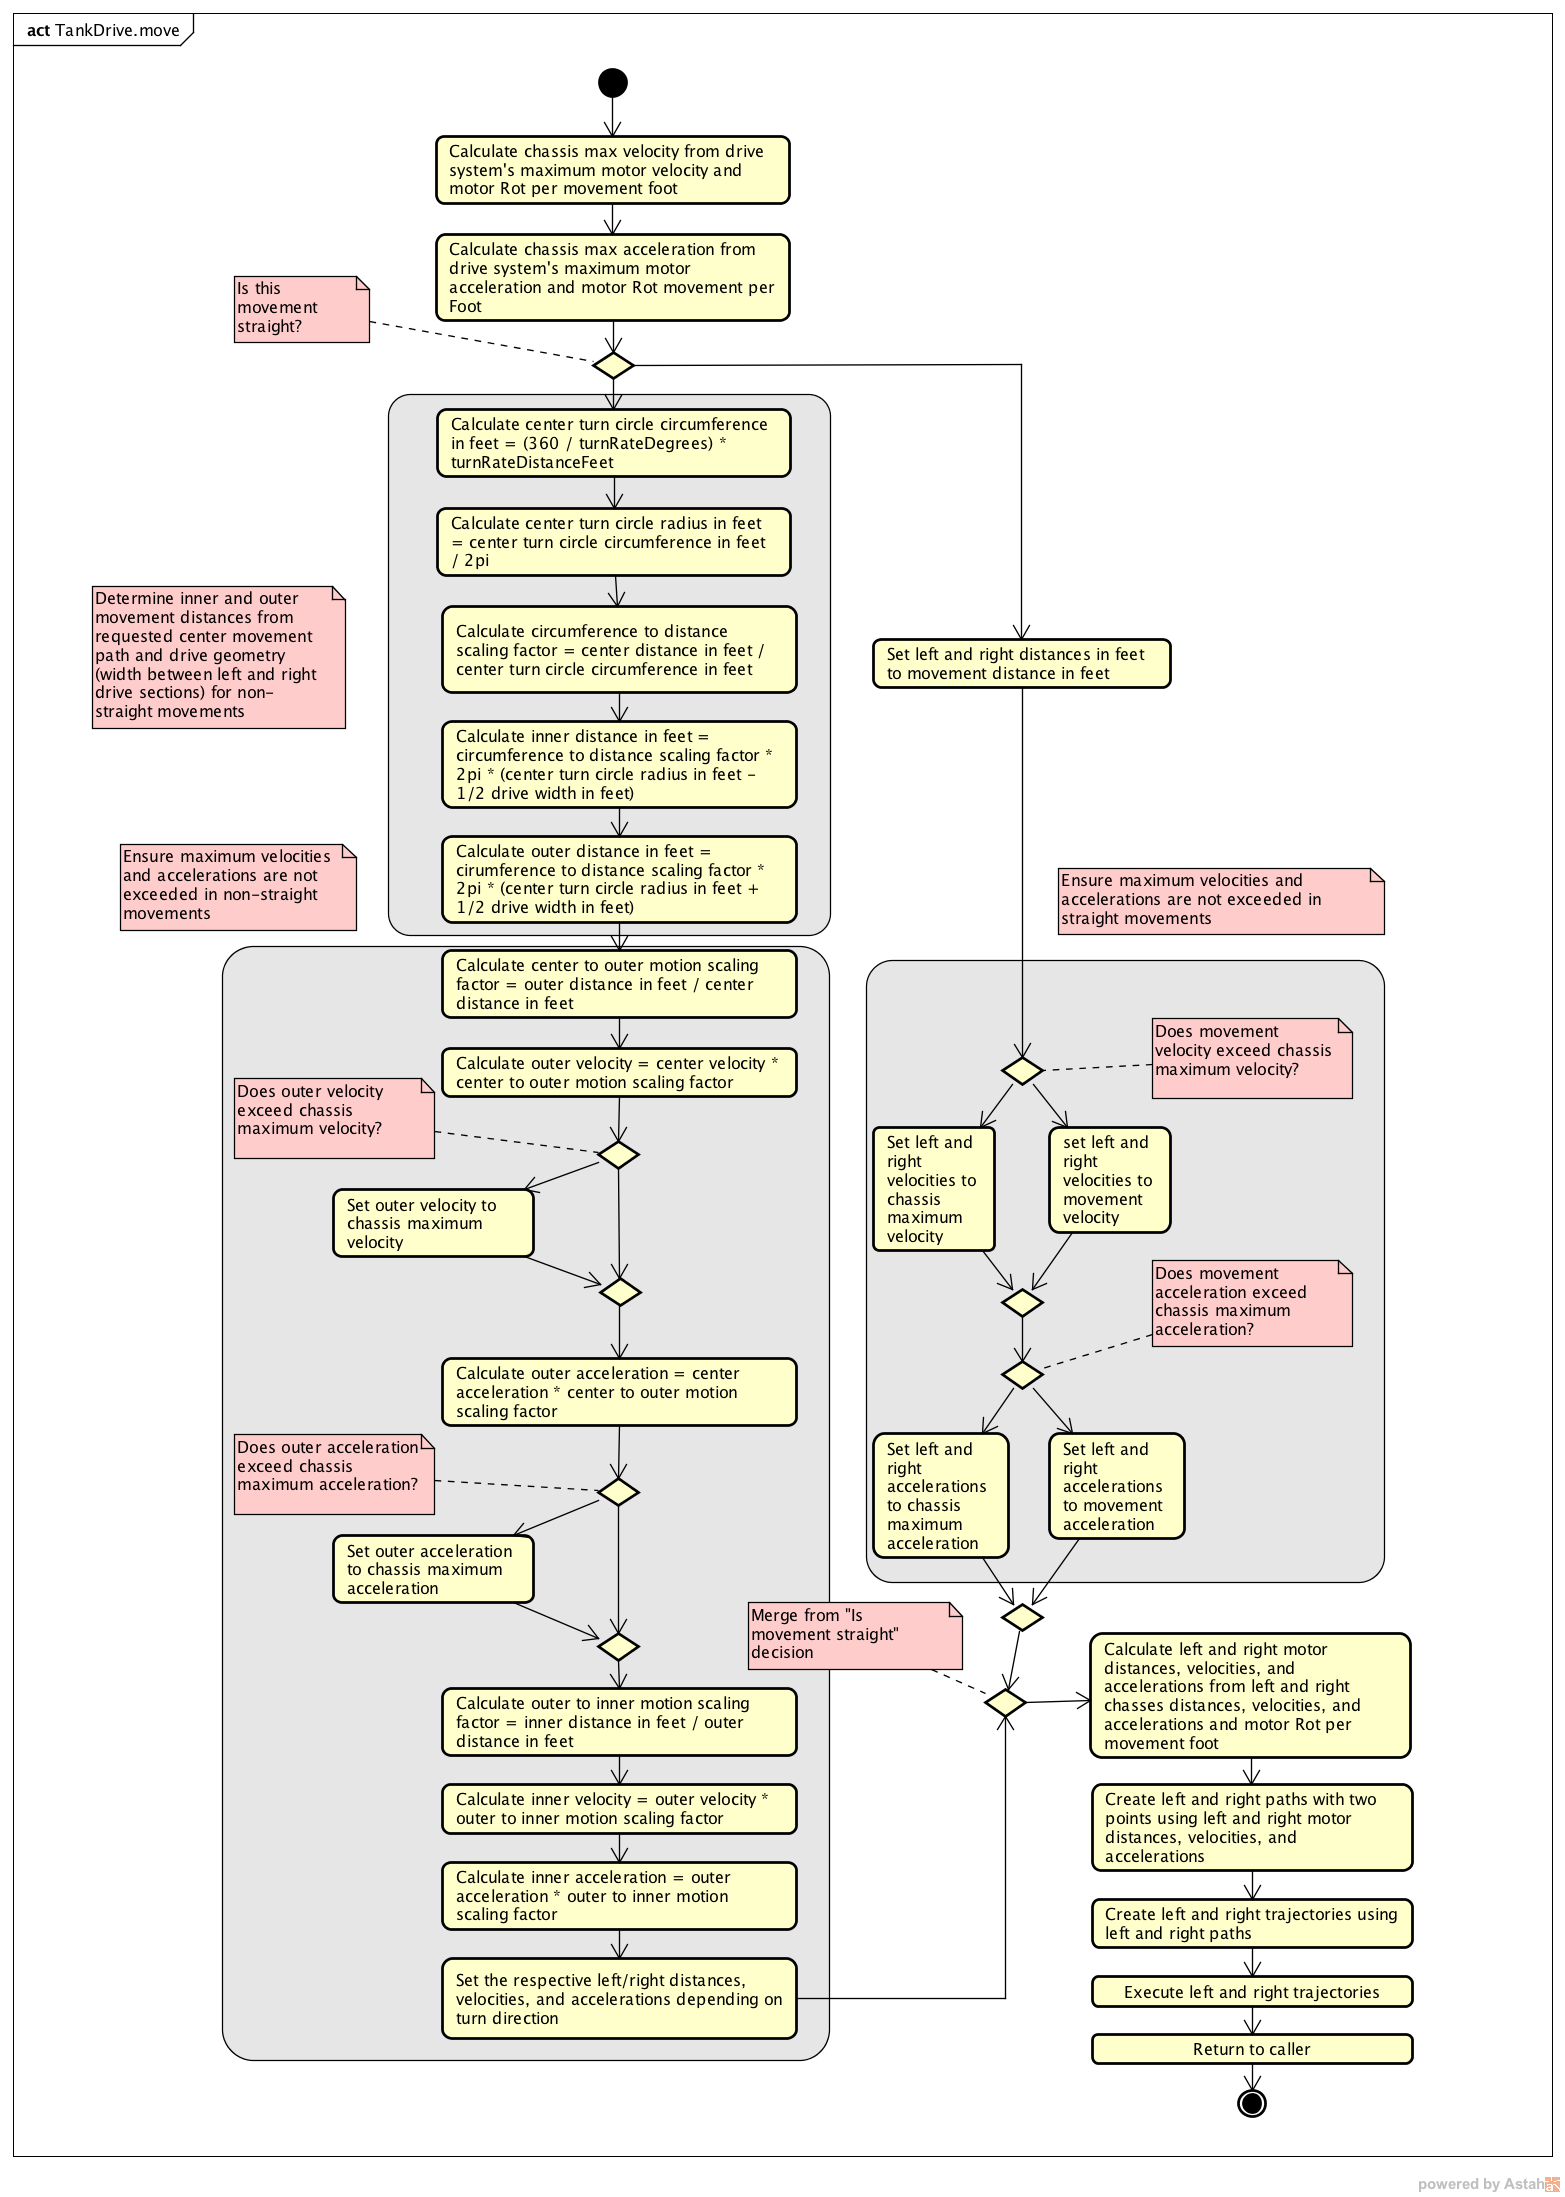 act TankDrive.move
Calculate chassis max velocity from drive
system's maximum motor velocity and
motor Rot per movement foot
Calculate chassis max acceleration from
drive system's maximum motor
acceleration and motor Rot movement per
Foot
Is this
movement
straight?
Calculate center turn circle circumference
in feet = (360 / turnRateDegrees) *
turnRateDistanceFeet
Calculate center turn circle radius in feet
= center turn circle circumference in feet
/ 2pi
Determine inner and outer
movement distances from
requested center movement
path and drive geometry
(width between left and right
drive sections) for non-
straight movements
Calculate circumference to distance
scaling factor = center distance in feet /
center turn circle circumference in feet
Set left and right distances in feet
to movement distance in feet
Calculate inner distance in feet =
circumference to distance scaling factor *
2pi * (center turn circle radius in feet -
1/2 drive width in feet)
Ensure maximum velocities
and accelerations are not
exceeded in non-straight
movements
Calculate outer distance in feet =
cirumference to distance scaling factor *
2pi * (center turn circle radius in feet +
1/2 drive width in feet)
Ensure maximum velocities and
accelerations are not exceeded in
straight movements
Calculate center to outer motion scaling
factor = outer distance in feet / center
distance in feet
Calculate outer velocity = center velocity *
center to outer motion scaling factor
Does movement
velocity exceed chassis
maximum velocity?
Does outer velocity
exceed chassis
maximum velocity?
Set left and
right
velocities to
chassis
maximum
velocity
set left and
right
velocities to
movement
velocity
Set outer velocity to
chassis maximum
velocity
Does movement
acceleration exceed
chassis maximum
acceleration?
Calculate outer acceleration = center
acceleration * center to outer motion
scaling factor
Does outer acceleration
exceed chassis
maximum acceleration?
Set left and
right
accelerations
to chassis
maximum
acceleration
Set left and
right
accelerations
to movement
acceleration
Set outer acceleration
to chassis maximum
acceleration
Merge from "Is
movement straight"
decision
Calculate left and right motor
distances, velocities, and
accelerations from left and right
chasses distances, velocities, and
accelerations and motor Rot per
movement foot
Calculate outer to inner motion scaling
factor = inner distance in feet / outer
distance in feet
Calculate inner velocity = outer velocity *
outer to inner motion scaling factor
Create left and right paths with two
points using left and right motor
distances, velocities, and
accelerations
Calculate inner acceleration = outer
acceleration * outer to inner motion
scaling factor
Create left and right trajectories using
left and right paths
Set the respective left/right distances,
velocities, and accelerations depending on
turn direction
Execute left and right trajectories
Return to caller
powered by Astah